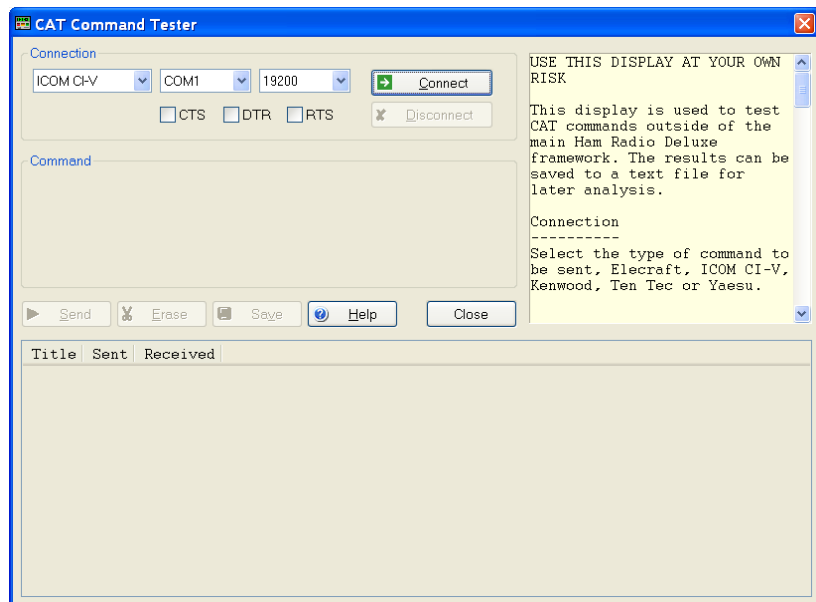 CAT Command Tester
Connection
ICOM CI-V COM1 19200 Connect
CTS DTR RTS Disconnect
Command
Send Erase Save Help Close
USE THIS DISPLAY AT YOUR OWN
RISK
This display is used to test
CAT commands outside of the
main Ham Radio Deluxe
framework. The results can be
saved to a text file for
later analysis.
Connection
----------
Select the type of command to
be sent, Elecraft, ICOM CI-V,
Kenwood, Ten Tec or Yaesu.
Title Sent Received